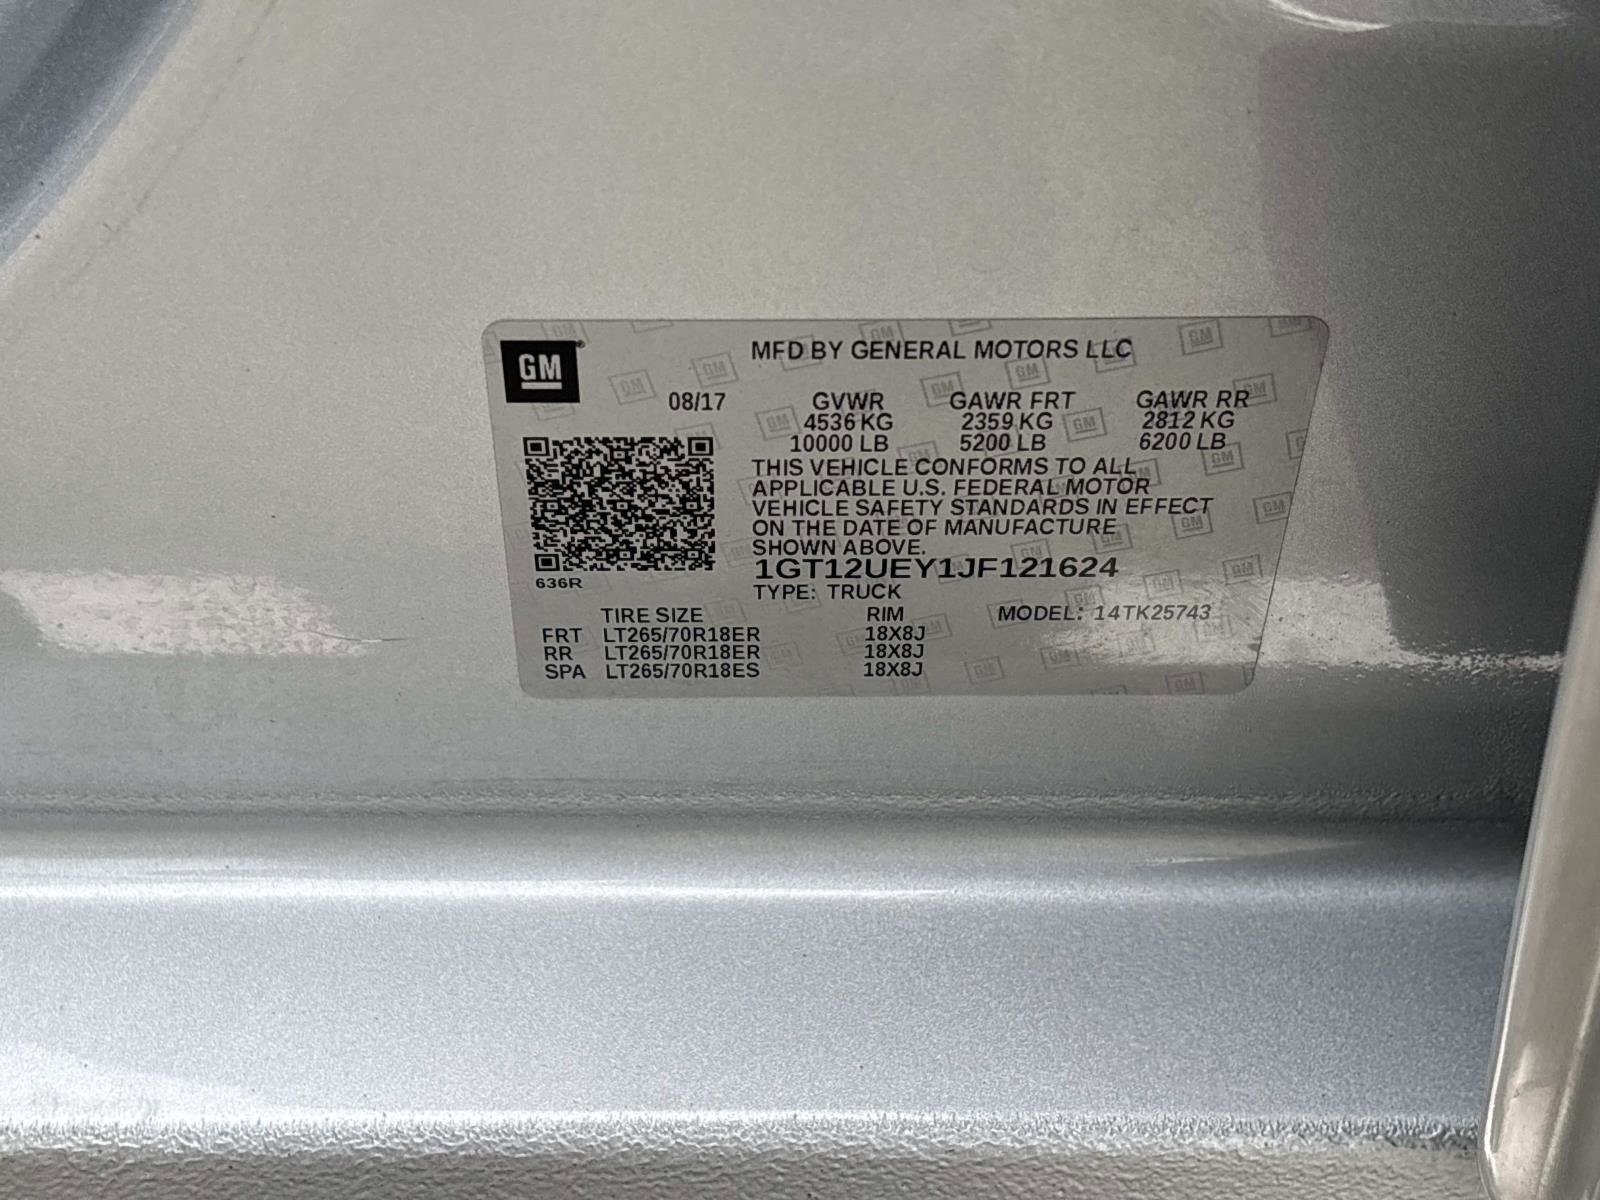 GM
MFD BY GENERAL MOTORS LLC
08/17 GVWR GAWR FRT GAWR RR
4536 KG 2359 KG 2812 KG
10000 LB 5200 LB 6200 LB
THIS VEHICLE CONFORMS TO ALL
APPLICABLE U.S. FEDERAL MOTOR
VEHICLE SAFETY STANDARDS IN EFFECT
ON THE DATE OF MANUFACTURE
SHOWN ABOVE.
1GT12UEY1JF121624
636R
TYPE: TRUCK
TIRE SIZE RIM MODEL: 14TK25743
FRT LT265/70R18ER 18X8J
RR LT265/70R18ER 18X8J
SPA LT265/70R18ES 18X8J